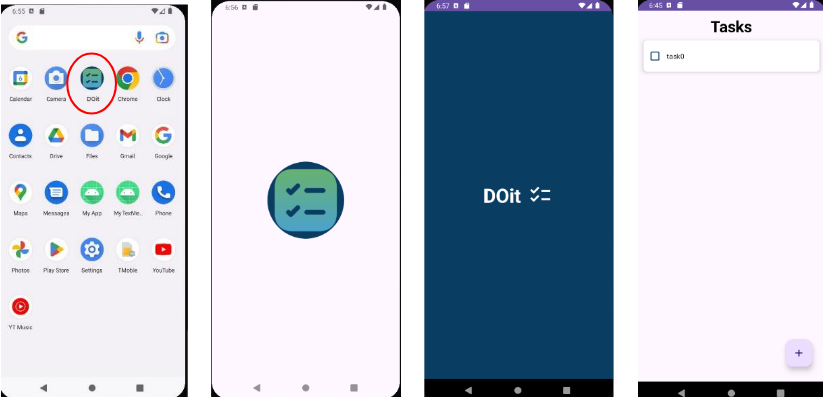 6:55
Calendar Camera DOit Chrome Clock
Contacts Drive Files Gmail Google
Maps Messages My App My TextVie.. Phone
Photos Play Store Settings TMoble YouTube
YT Music
6:56
6:57
DOit
6:45
Tasks
task0
+